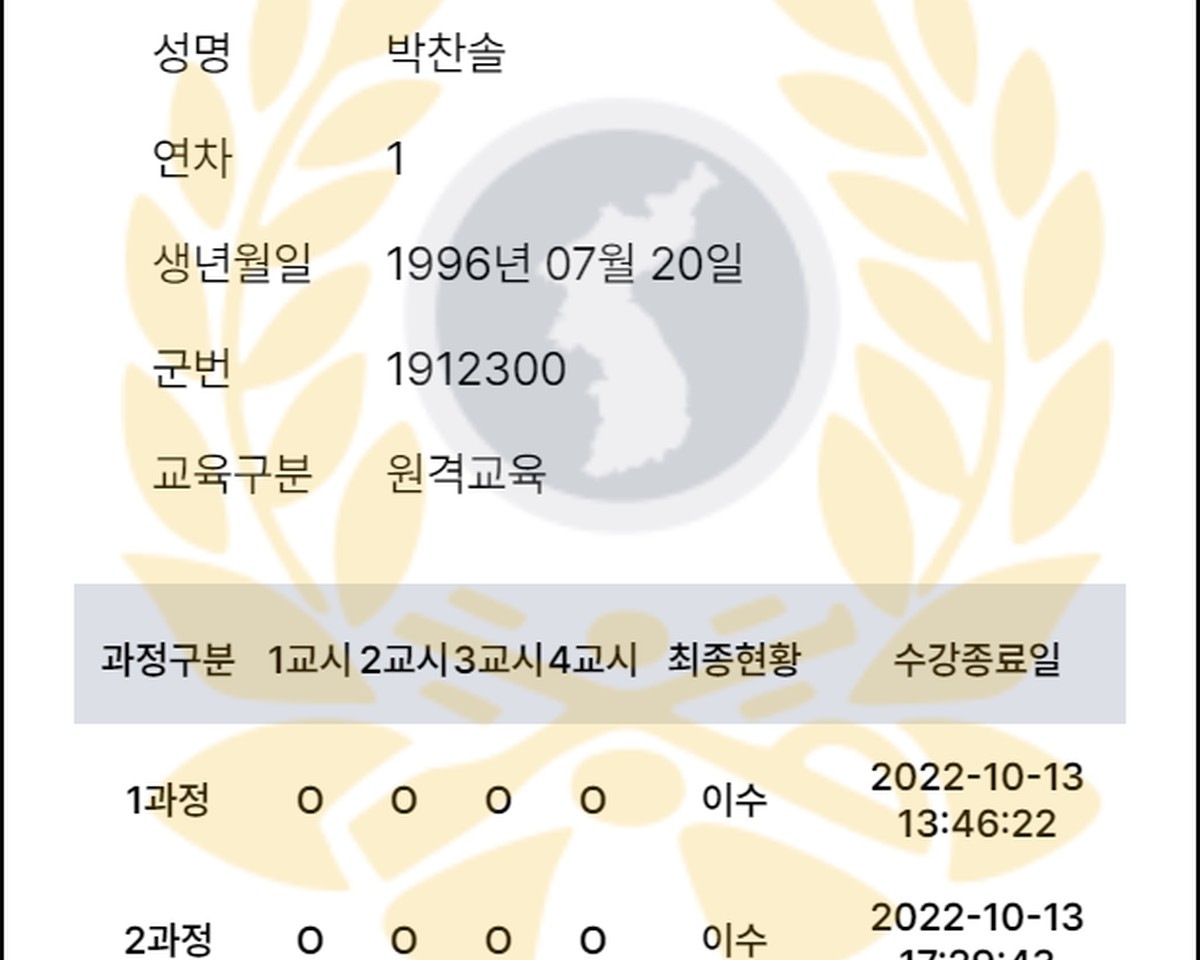 성명 박찬솔
연차 1
생년월일 1996년 07월 20일
군번 1912300
교육구분 원격교육
과정구분 1교시 2교시 3교시 4교시 최종현황 수강종료일
1과정 O O O O 이수 2022-10-13
13:46:22
2과정 O O O O 이수 2022-10-13